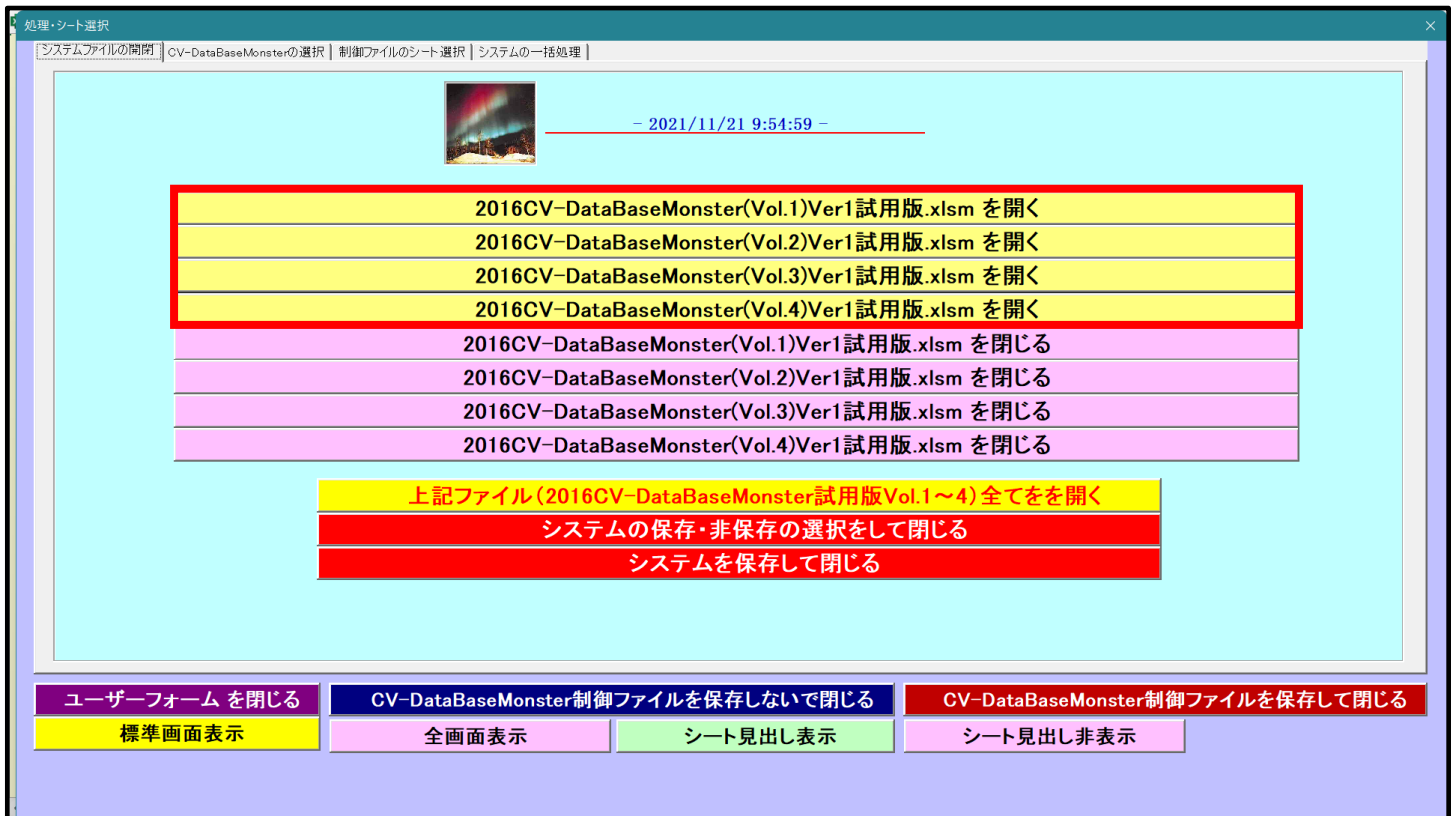 処理・シート選択
システムファイルの開閉 CV-DataBaseMonsterの選択 制御ファイルのシート選択 システムの一括処理
- 2021/11/21 9:54:59 -
2016CV-DataBaseMonster(Vol.1)Ver1試用版.xlsm を開く
2016CV-DataBaseMonster(Vol.2)Ver1試用版.xlsm を開く
2016CV-DataBaseMonster(Vol.3)Ver1試用版.xlsm を開く
2016CV-DataBaseMonster(Vol.4)Ver1試用版.xlsm を開く
2016CV-DataBaseMonster(Vol.1)Ver1試用版.xlsm を閉じる
2016CV-DataBaseMonster(Vol.2)Ver1試用版.xlsm を閉じる
2016CV-DataBaseMonster(Vol.3)Ver1試用版.xlsm を閉じる
2016CV-DataBaseMonster(Vol.4)Ver1試用版.xlsm を閉じる
上記ファイル(2016CV-DataBaseMonster試用版Vol.1～4)全てをを開く
システムの保存・非保存の選択をして閉じる
システムを保存して閉じる
ユーザーフォーム を閉じる CV-DataBaseMonster制御ファイルを保存しないで閉じる CV-DataBaseMonster制御ファイルを保存して閉じる
標準画面表示 全画面表示 シート見出し表示 シート見出し非表示